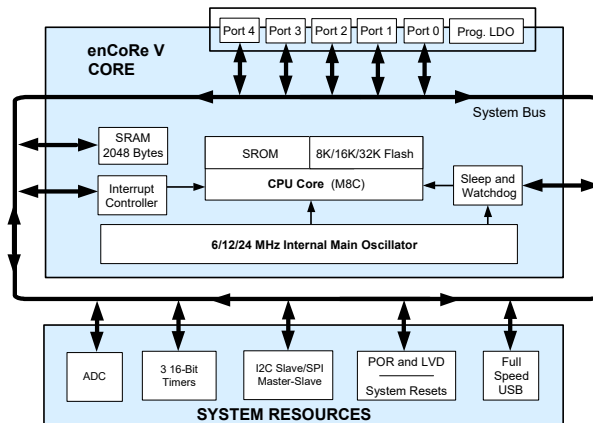 Port 4
Port 3
Port 2
Port 1
Port 0
Prog. LDO
enCoRe V
CORE
System Bus
SRAM
2048 Bytes
SROM
8K/16K/32K Flash
CPU Core (M8C)
Interrupt
Controller
Sleep and
Watchdog
6/12/24 MHz Internal Main Oscillator
ADC
3 16-Bit
Timers
I2C Slave/SPI
Master-Slave
POR and LVD
System Resets
Full
Speed
USB
SYSTEM RESOURCES